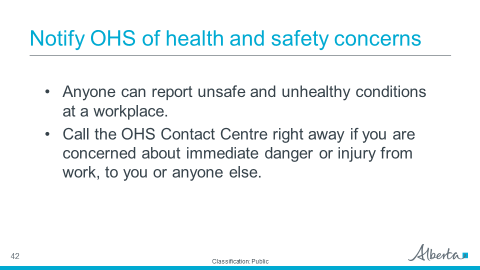 Notify OHS of health and safety concerns
• Anyone can report unsafe and unhealthy conditions
at a workplace.
• Call the OHS Contact Centre right away if you are
concerned about immediate danger or injury from
work, to you or anyone else.
42
Classification: Public
Alberta